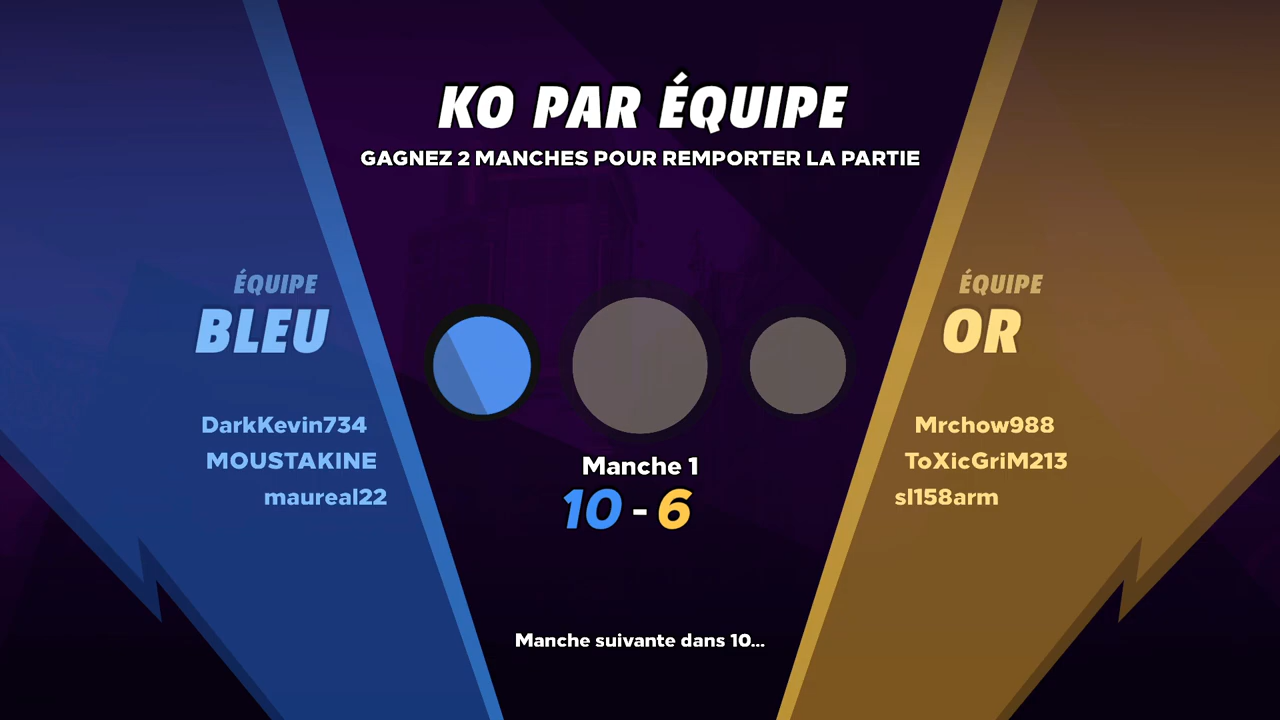 KO PAR ÉQUIPE
GAGNEZ 2 MANCHES POUR REMPORTER LA PARTIE
ÉQUIPE
BLEU
DarkKevin734
MOUSTAKINE
maureal22
Manche 1
10 - 6
ÉQUIPE
OR
Mrchow988
ToXicGriM213
sl158arm
Manche suivante dans 10...